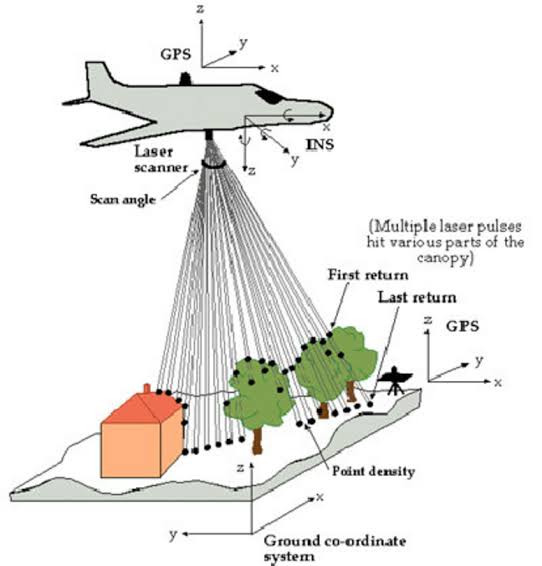 z
y
GPS
x
x
INS
y
z
Laser
scanner
Scan angle
(Multiple laser pulses
hit various parts of the
canopy)
First return
Last return
z
GPS
y
x
Point density
z
x
y
Ground co-ordinate
system